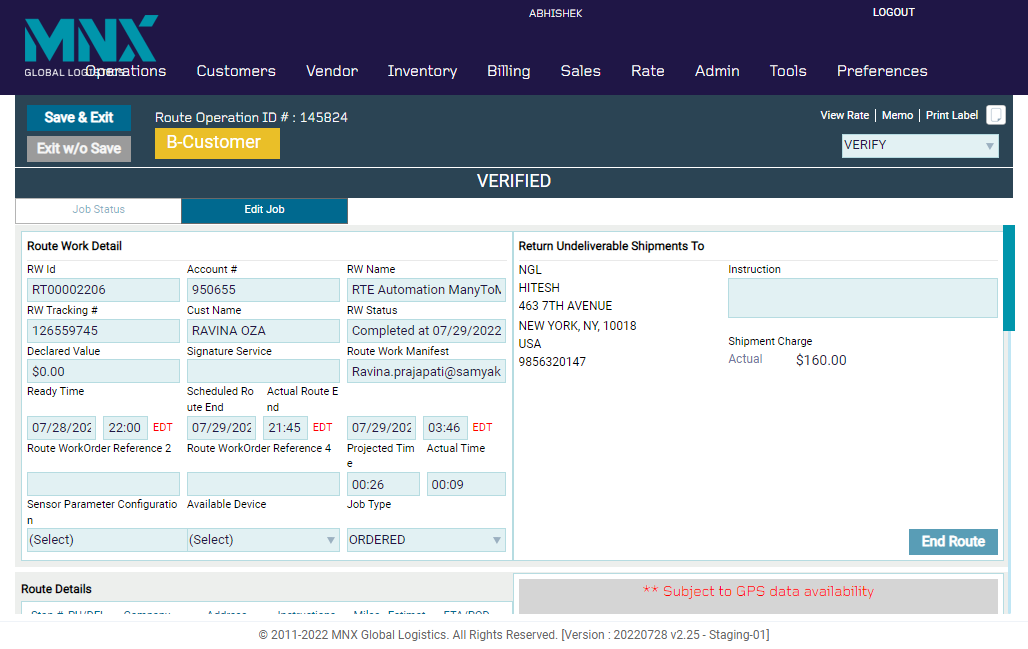 MNX
GLOBAL LOGISTICS
ABHISHEK
LOGOUT
Operations Customers Vendor Inventory Billing Sales Rate Admin Tools Preferences
Save & Exit
Exit w/o Save
Route Operation ID # : 145824
B-Customer
View Rate | Memo | Print Label
VERIFY
VERIFIED
Job Status
Edit Job
Route Work Detail
RW Id Account # RW Name
RT00002206 950655 RTE Automation ManyToM
RW Tracking # Cust Name RW Status
126559745 RAVINA OZA Completed at 07/29/2022
Declared Value Signature Service Route Work Manifest
$0.00 Ravina.prajapati@samyak
Ready Time Scheduled Ro Actual Route E
ute End nd
07/28/202 22:00 EDT 07/29/202 21:45 EDT 07/29/202 03:46 EDT
Route WorkOrder Reference 2 Route WorkOrder Reference 4 Projected Tim Actual Time
e
00:26 00:09
Sensor Parameter Configuratio Available Device Job Type
n
(Select) (Select) ORDERED
Return Undeliverable Shipments To
NGL
HITESH
463 7TH AVENUE
NEW YORK, NY, 10018
USA
9856320147
Instruction
Shipment Charge
Actual $160.00
End Route
Route Details
Stop # PU/DEL Company Address Instructions Miles Estimat ETA/POD
** Subject to GPS data availability
© 2011-2022 MNX Global Logistics. All Rights Reserved. [Version : 20220728 v2.25 - Staging-01]